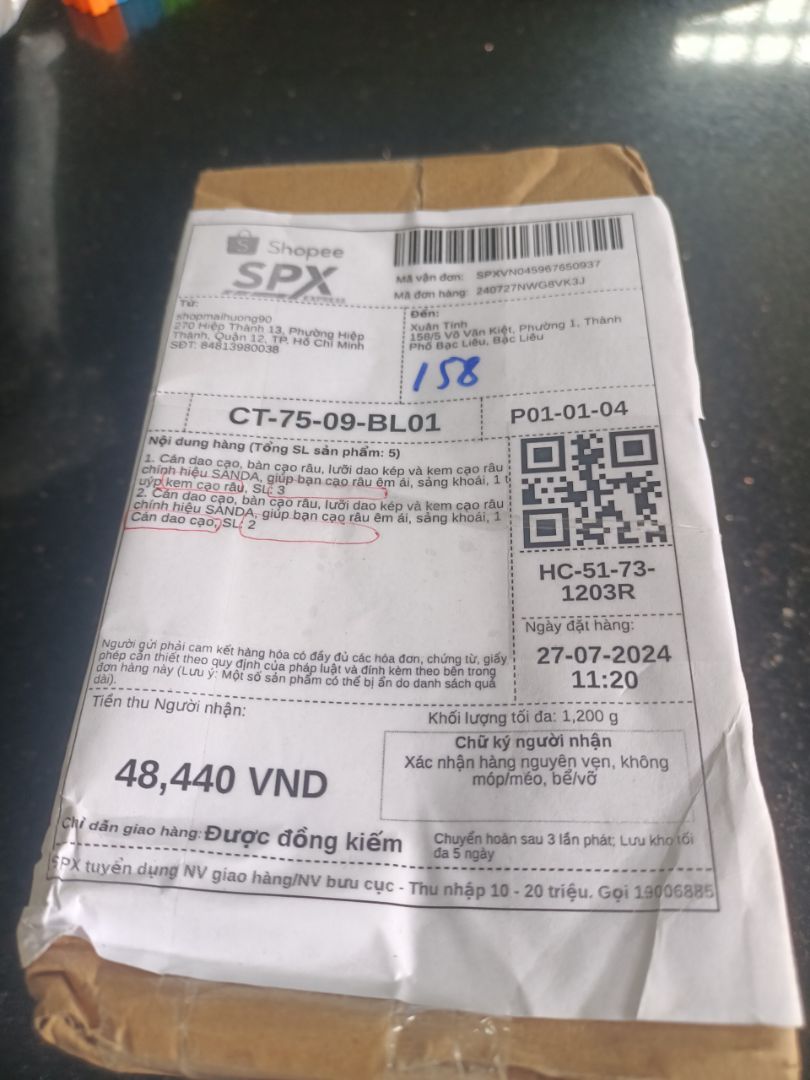 Shopee
SPX
EXPRESS
Mã vận đơn: SPXVN045967650937
Mã đơn hàng: 240727NWG8VK3J
Từ:
shopmaihuong90
270 Hiệp Thành 13, Phường Hiệp
Thành, Quận 12, TP. Hồ Chí Minh
SĐT: 84813980038
Đến:
Xuân Tính
158/5 Võ Văn Kiệt, Phường 1, Thành
Phố Bạc Liêu, Bạc Liêu
158
CT-75-09-BL01
P01-01-04
Nội dung hàng (Tổng SL sản phẩm: 5)
1. Cán dao cạo, bàn cạo râu, lưỡi dao kép và kem cạo râu
chính hiệu SANDA, giúp bạn cạo râu êm ái, sảng khoái, 1 t
uýp kem cạo râu, SL: 3
2. Cán dao cạo, bàn cạo râu, lưỡi dao kép và kem cạo râu
chính hiệu SANDA, giúp bạn cạo râu êm ái, sảng khoái, 1
Cán dao cạo, SL: 2
HC-51-73-
1203R
Ngày đặt hàng:
27-07-2024
11:20
Người gửi phải cam kết hàng hóa có đầy đủ các hóa đơn, chứng từ, giấy
phép cần thiết theo quy định của pháp luật và đính kèm theo bên trong
đơn hàng này (Lưu ý: Một số sản phẩm có thể bị ẩn do danh sách quá
dài).
Tiền thu Người nhận:
48,440 VND
Khối lượng tối đa: 1,200 g
Chữ ký người nhận
Xác nhận hàng nguyên vẹn, không
móp/méo, bể/vỡ
Chỉ dẫn giao hàng: Được đồng kiểm
Chuyển hoàn sau 3 lần phát; Lưu kho tối
đa 5 ngày
SPX tuyển dụng NV giao hàng/NV bưu cục - Thu nhập 10 - 20 triệu. Gọi 19006885